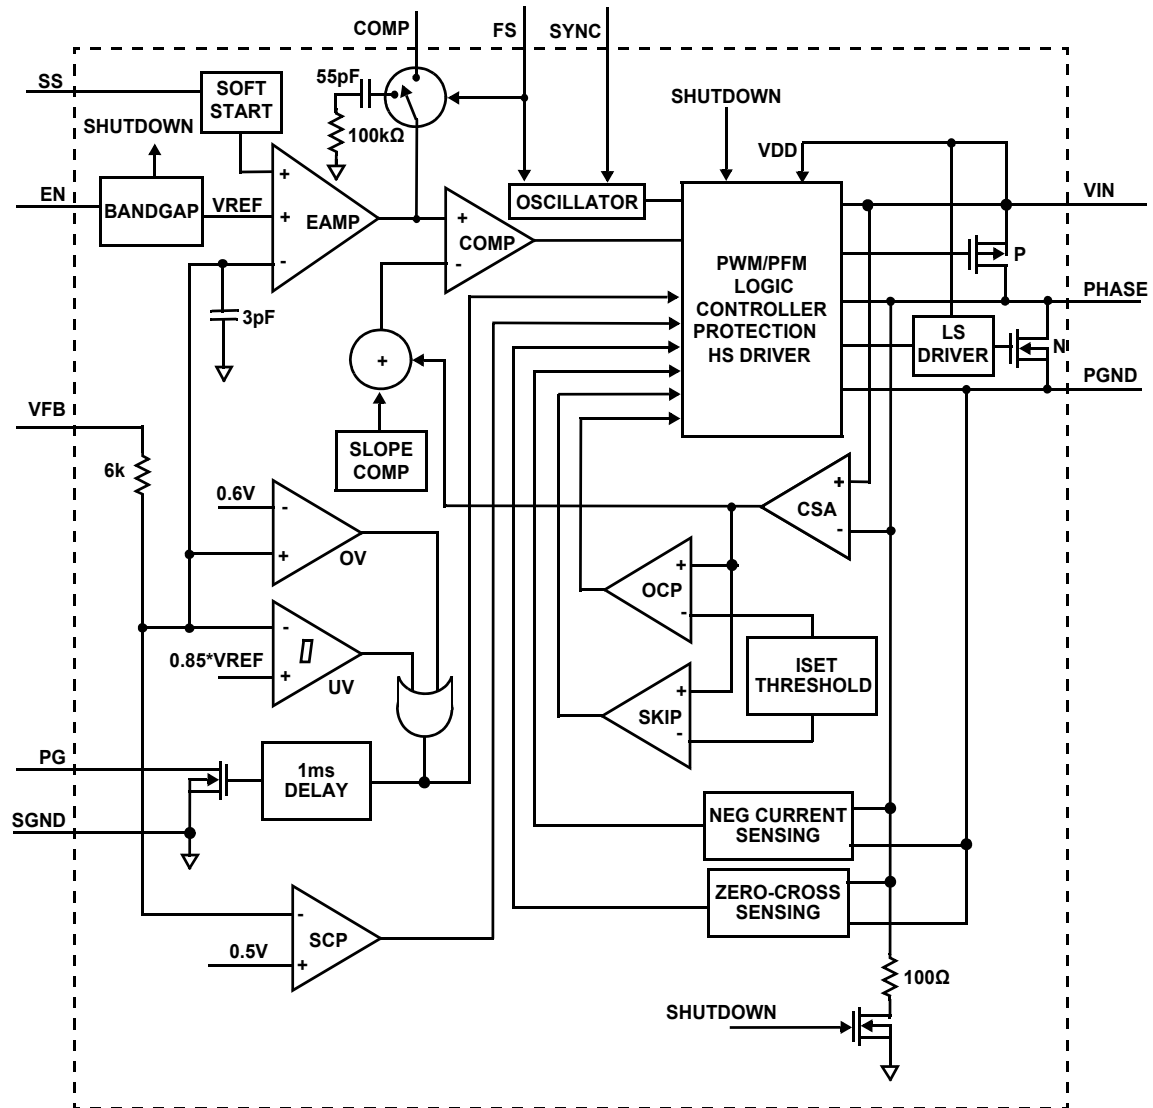 COMP
FS
SYNC
SS
SOFT
START
55pF
100kΩ
SHUTDOWN
SHUTDOWN
VDD
EN
BANDGAP
VREF
+
+
-
EAMP
+
-
COMP
OSCILLATOR
VIN
P
PWM/PFM
LOGIC
CONTROLLER
PROTECTION
HS DRIVER
PHASE
LS
DRIVER
N
PGND
3pF
+
VFB
6k
SLOPE
COMP
0.6V
-
+
OV
+
-
CSA
+
-
OCP
0.85*VREF
-
+
UV
ISET
THRESHOLD
+
-
SKIP
PG
1ms
DELAY
SGND
NEG CURRENT
SENSING
ZERO-CROSS
SENSING
0.5V
-
+
SCP
100Ω
SHUTDOWN